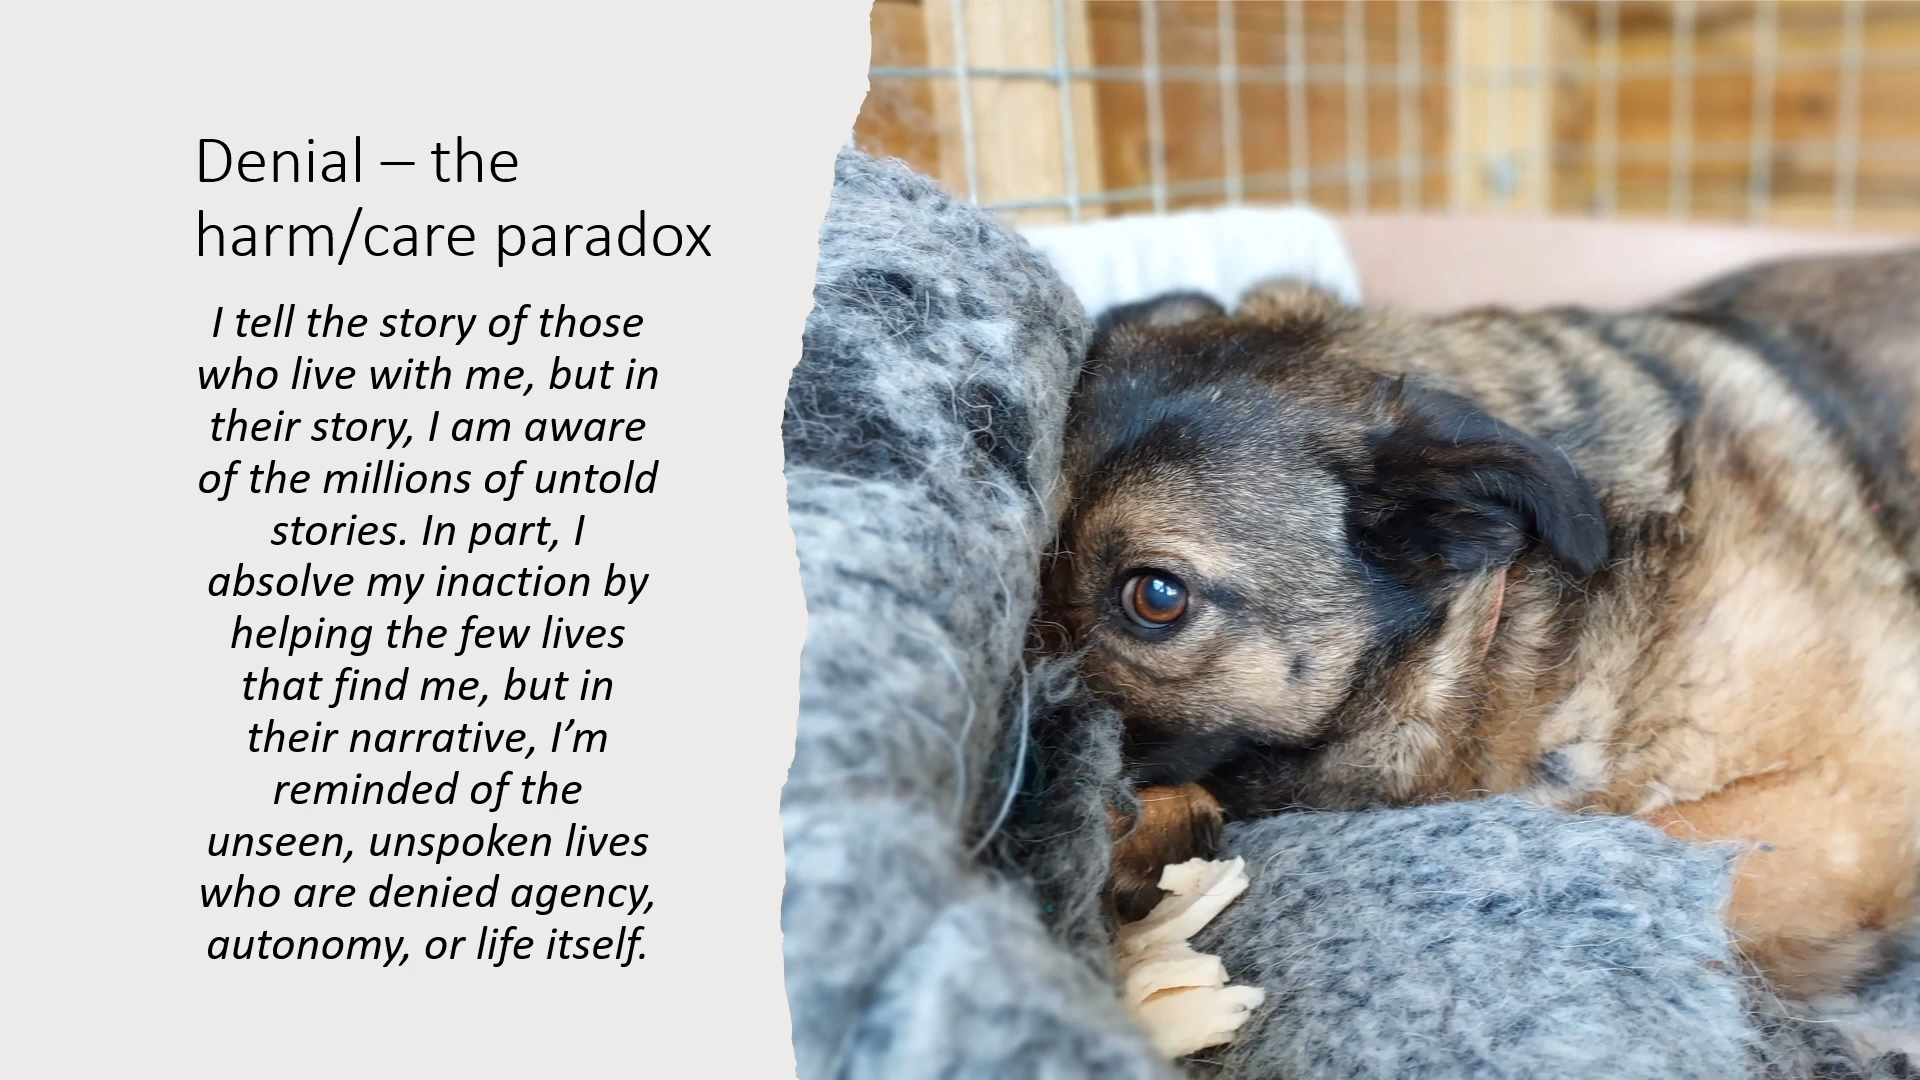 Denial – the
harm/care paradox
I tell the story of those
who live with me, but in
their story, I am aware
of the millions of untold
stories. In part, I
absolve my inaction by
helping the few lives
that find me, but in
their narrative, I’m
reminded of the
unseen, unspoken lives
who are denied agency,
autonomy, or life itself.